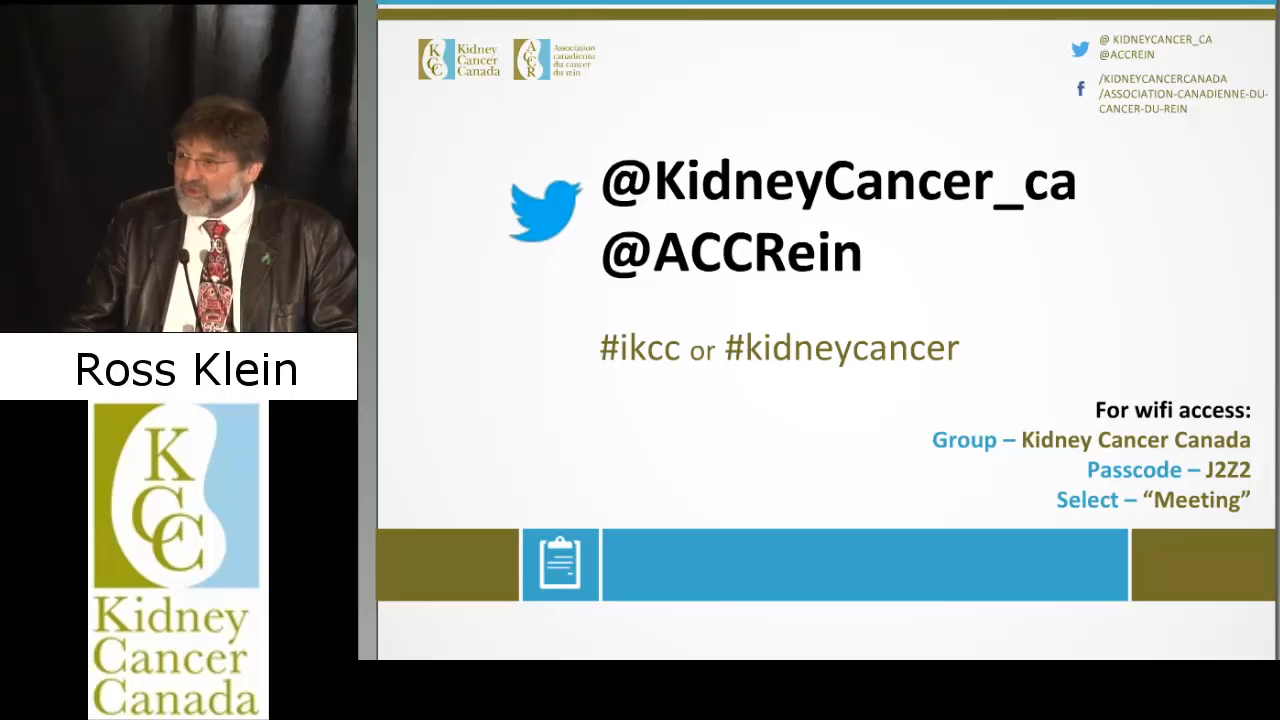 Ross Klein
K
C
C
Kidney
Cancer
Canada
K
C
C
Kidney
Cancer
Canada
A
C
C
R
Association
canadienne
du cancer
du rein
@ KIDNEYCANCER_CA
@ACCREIN
f
/KIDNEYCANCERCANADA
/ASSOCIATION-CANADIENNE-DU-
CANCER-DU-REIN
@KidneyCancer_ca
@ACCRein
#ikcc or #kidneycancer
For wifi access:
Group – Kidney Cancer Canada
Passcode – J2Z2
Select – “Meeting”